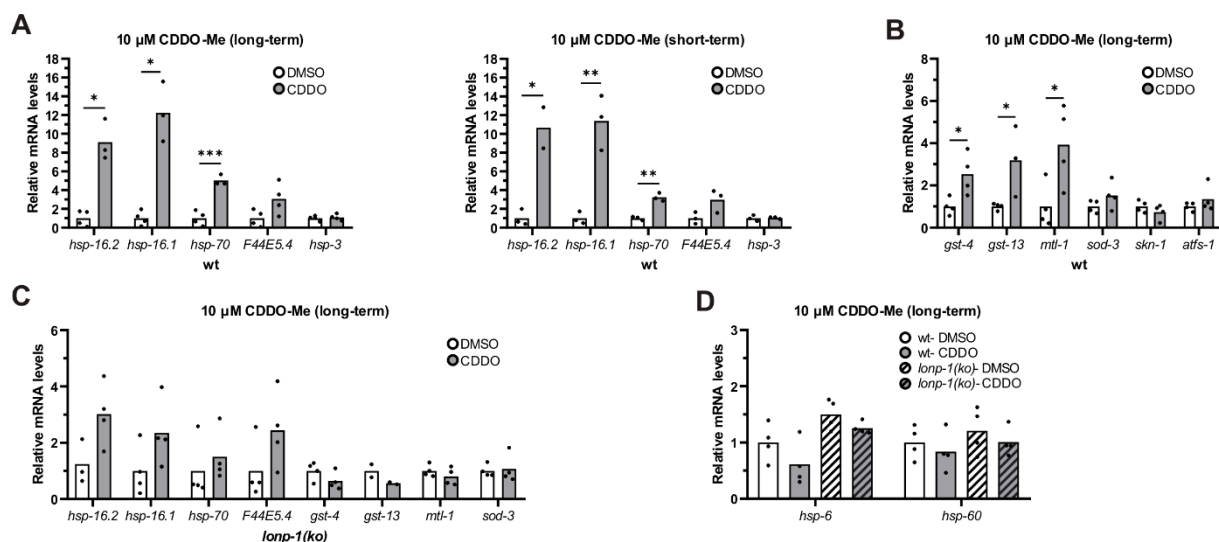 A
10 µM CDDO-Me (long-term)
Relative mRNA levels
18
16
14
12
10
8
6
4
2
0
DMSO
CDDO
*
*
***
hsp-16.2 hsp-16.1 hsp-70 F44E5.4 hsp-3
wt
10 µM CDDO-Me (short-term)
Relative mRNA levels
18
16
14
12
10
8
6
4
2
0
DMSO
CDDO
*
**
**
hsp-16.2 hsp-16.1 hsp-70 F44E5.4 hsp-3
wt
B
10 µM CDDO-Me (long-term)
Relative mRNA levels
8
6
4
2
0
DMSO
CDDO
*
*
*
gst-4 gst-13 mtl-1 sod-3 skn-1 atfs-1
wt
C
10 µM CDDO-Me (long-term)
Relative mRNA levels
6
4
2
0
DMSO
CDDO
hsp-16.2 hsp-16.1 hsp-70 F44E5.4 gst-4 gst-13 mtl-1 sod-3
lonp-1(ko)
D
10 µM CDDO-Me (long-term)
Relative mRNA levels
3
2
1
0
wt- DMSO
wt- CDDO
lonp-1(ko)- DMSO
lonp-1(ko)- CDDO
hsp-6 hsp-60